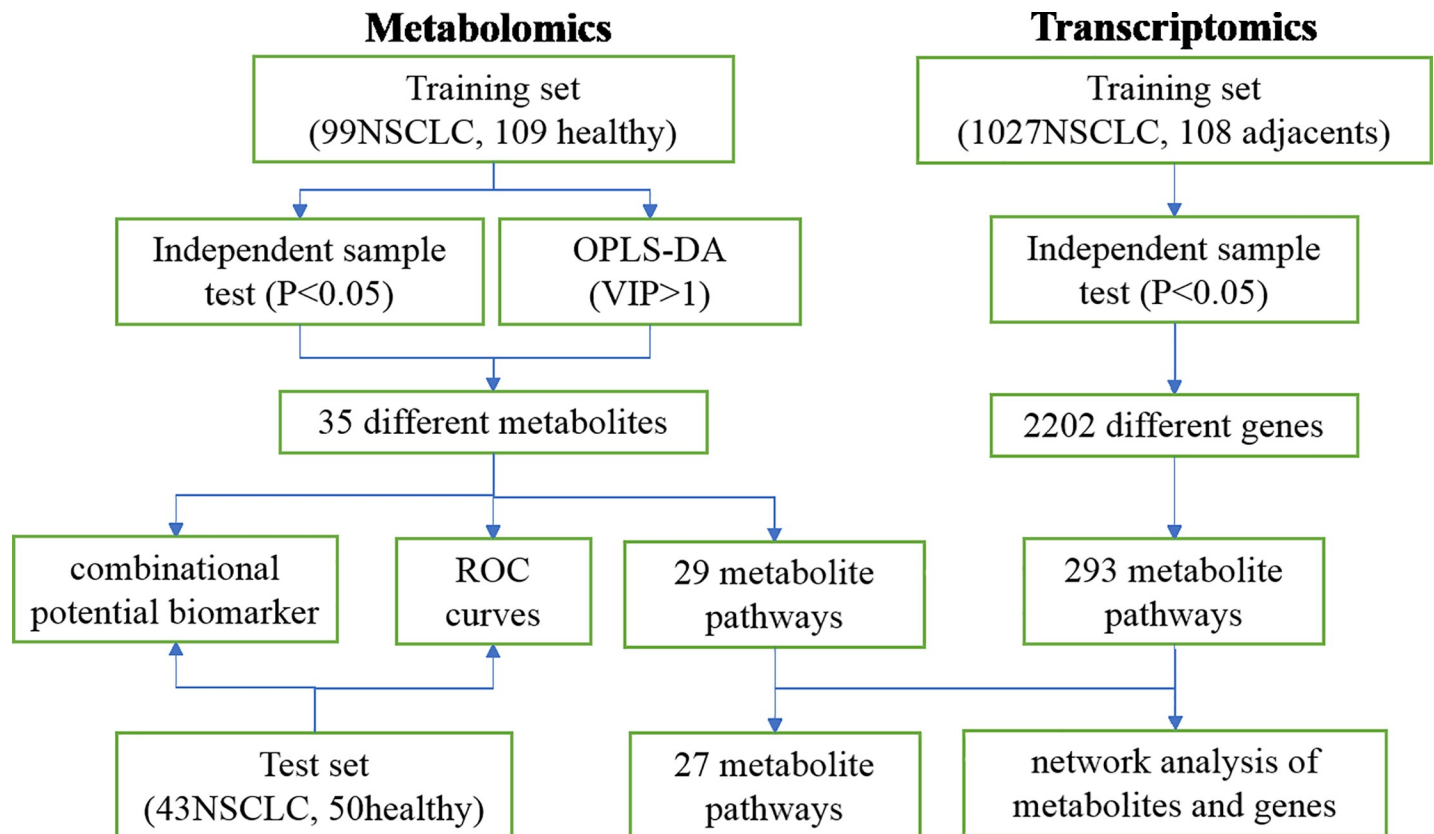 Metabolomics
Transcriptomics
Training set
(99NSCLC, 109 healthy)
Training set
(1027NSCLC, 108 adjacents)
Independent sample
test (P<0.05)
OPLS-DA
(VIP>1)
Independent sample
test (P<0.05)
35 different metabolites
2202 different genes
combinational
potential biomarker
ROC
curves
29 metabolite
pathways
293 metabolite
pathways
Test set
(43NSCLC, 50healthy)
27 metabolite
pathways
network analysis of
metabolites and genes